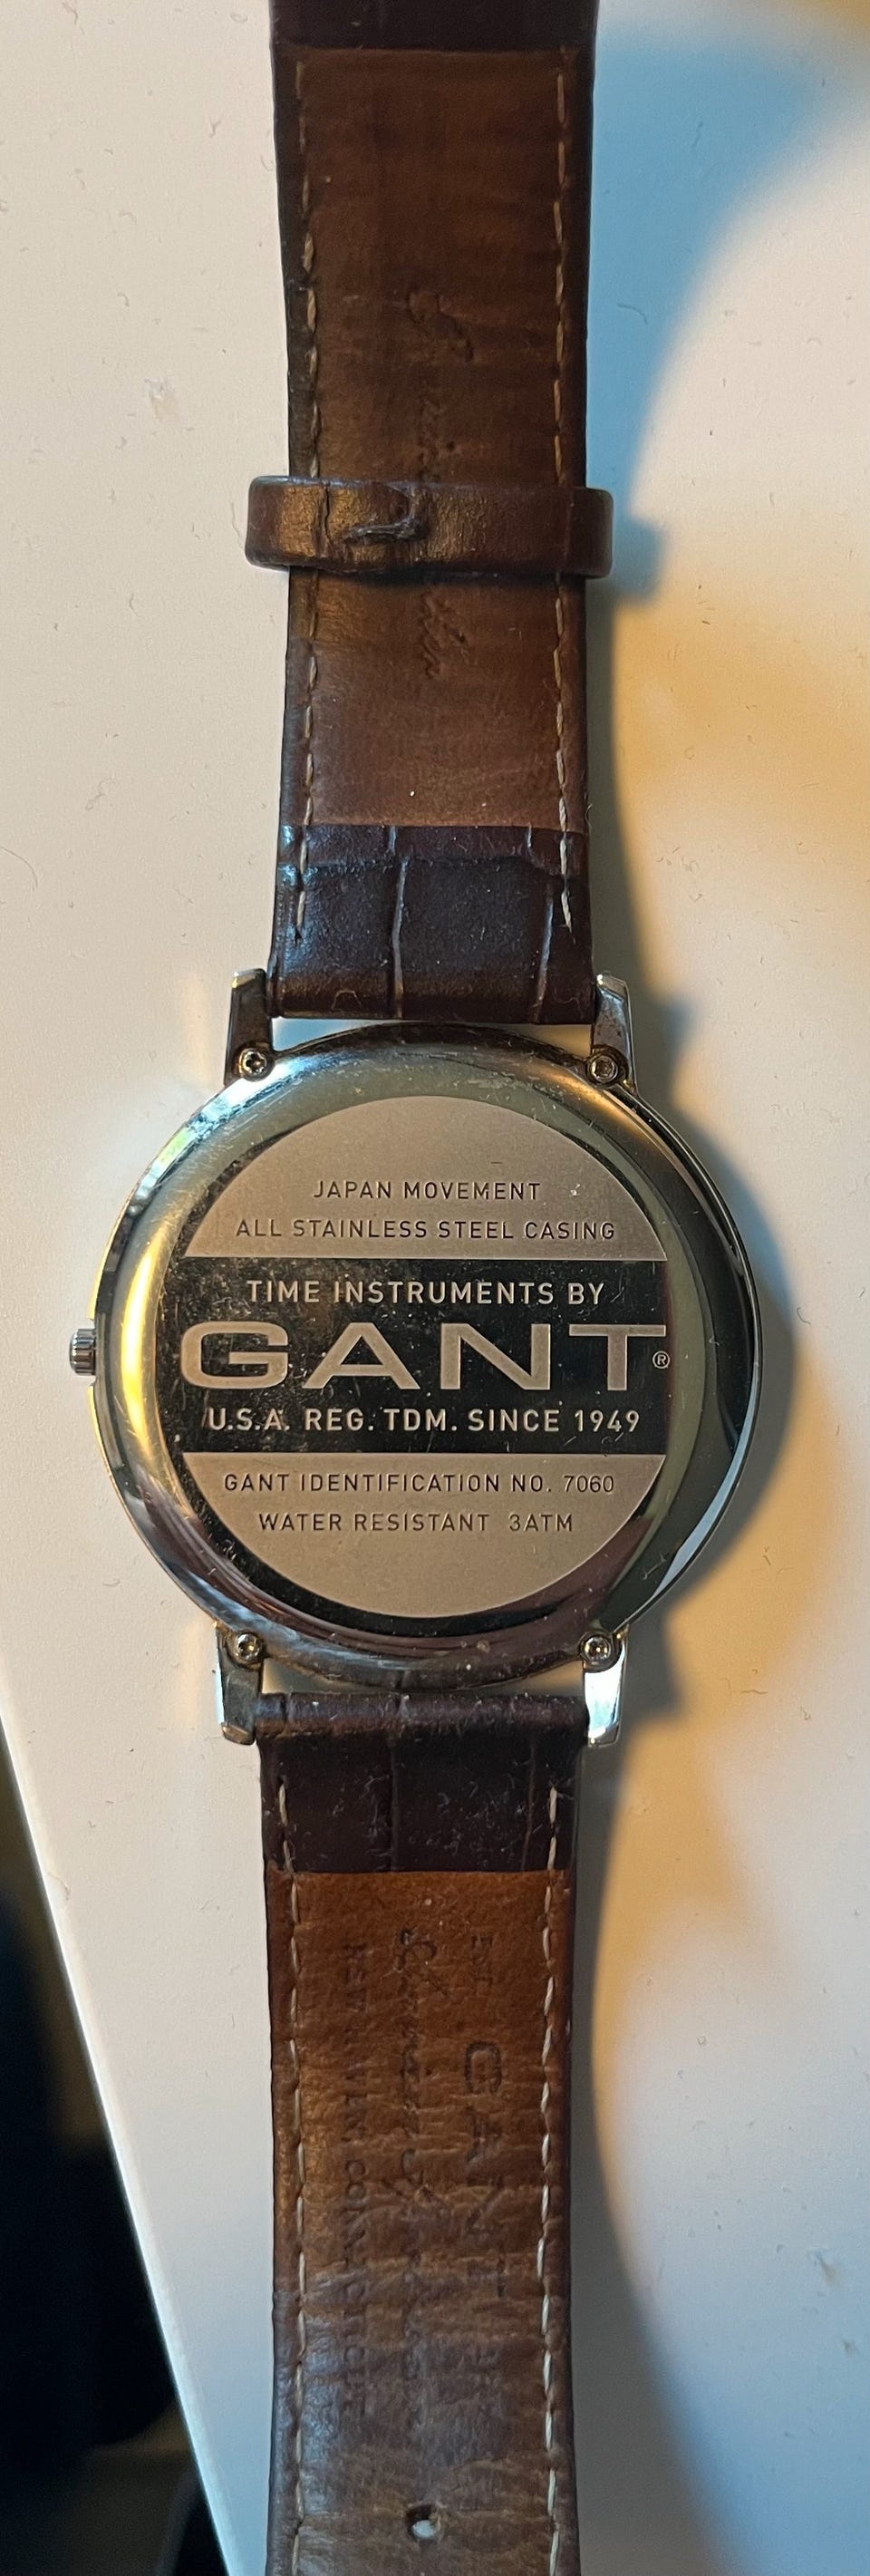 JAPAN MOVEMENT
ALL STAINLESS STEEL CASING
TIME INSTRUMENTS BY
GANT®
U.S.A. REG. TDM. SINCE 1949
GANT IDENTIFICATION NO. 7060
WATER RESISTANT 3ATM
GANT